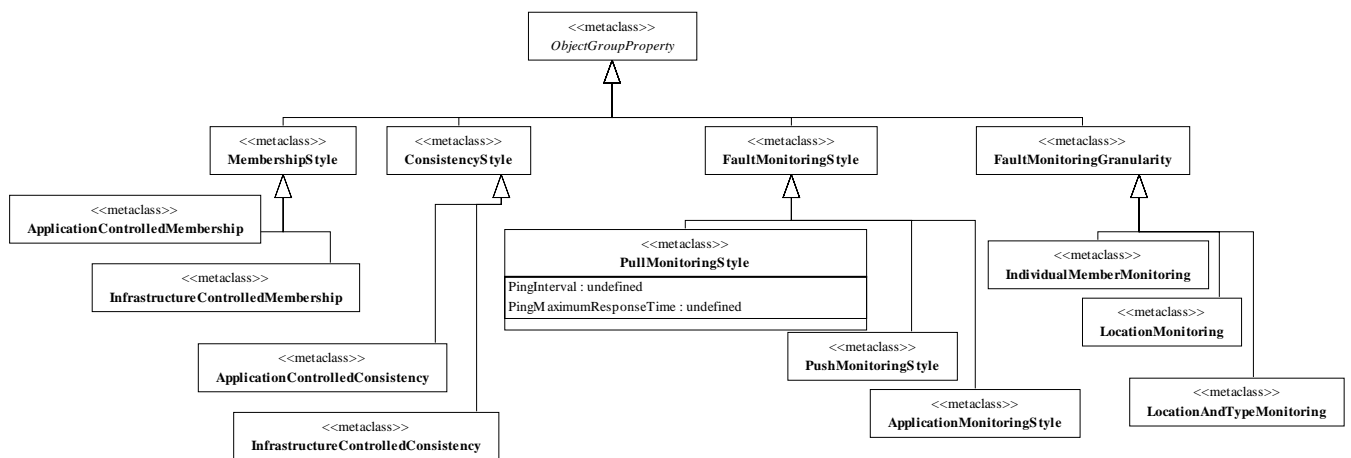 <<metaclass>>
ObjectGroupProperty
<<metaclass>>
MembershipStyle
<<metaclass>>
ConsistencyStyle
<<metaclass>>
FaultMonitoringStyle
<<metaclass>>
FaultMonitoringGranularity
<<metaclass>>
ApplicationControlledMembership
<<metaclass>>
InfrastructureControlledMembership
<<metaclass>>
ApplicationControlledConsistency
<<metaclass>>
InfrastructureControlledConsistency
<<metaclass>>
PullMonitoringStyle
PingInterval : undefined
PingMaximumResponseTime : undefined
<<metaclass>>
PushMonitoringStyle
<<metaclass>>
ApplicationMonitoringStyle
<<metaclass>>
IndividualMemberMonitoring
<<metaclass>>
LocationMonitoring
<<metaclass>>
LocationAndTypeMonitoring